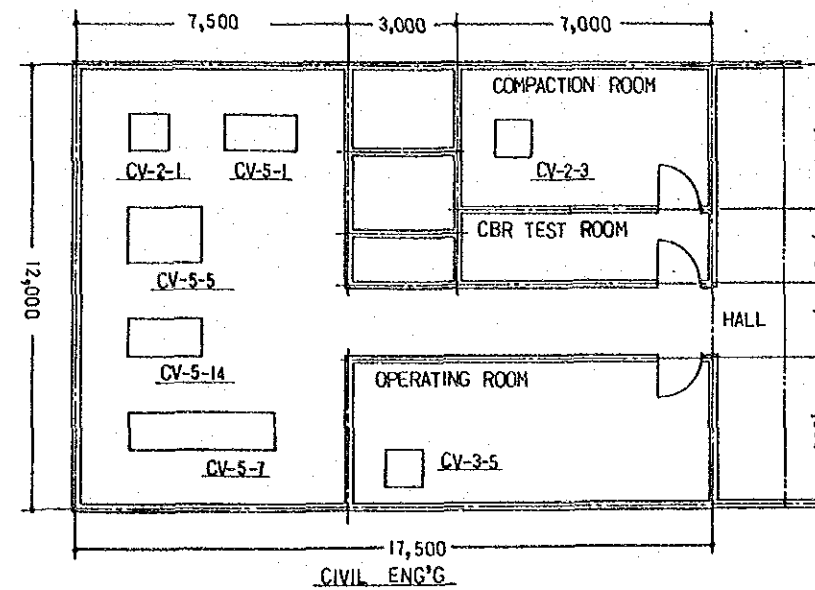 7,500 3,000 7,000
COMPACTION ROOM
CV-2-1 CV-5-1 CV-2-3
CBR TEST ROOM
12,000
CV-5-5
HALL
CV-5-14
OPERATING ROOM
CV-5-7 CV-3-5
17,500
CIVIL ENG'G